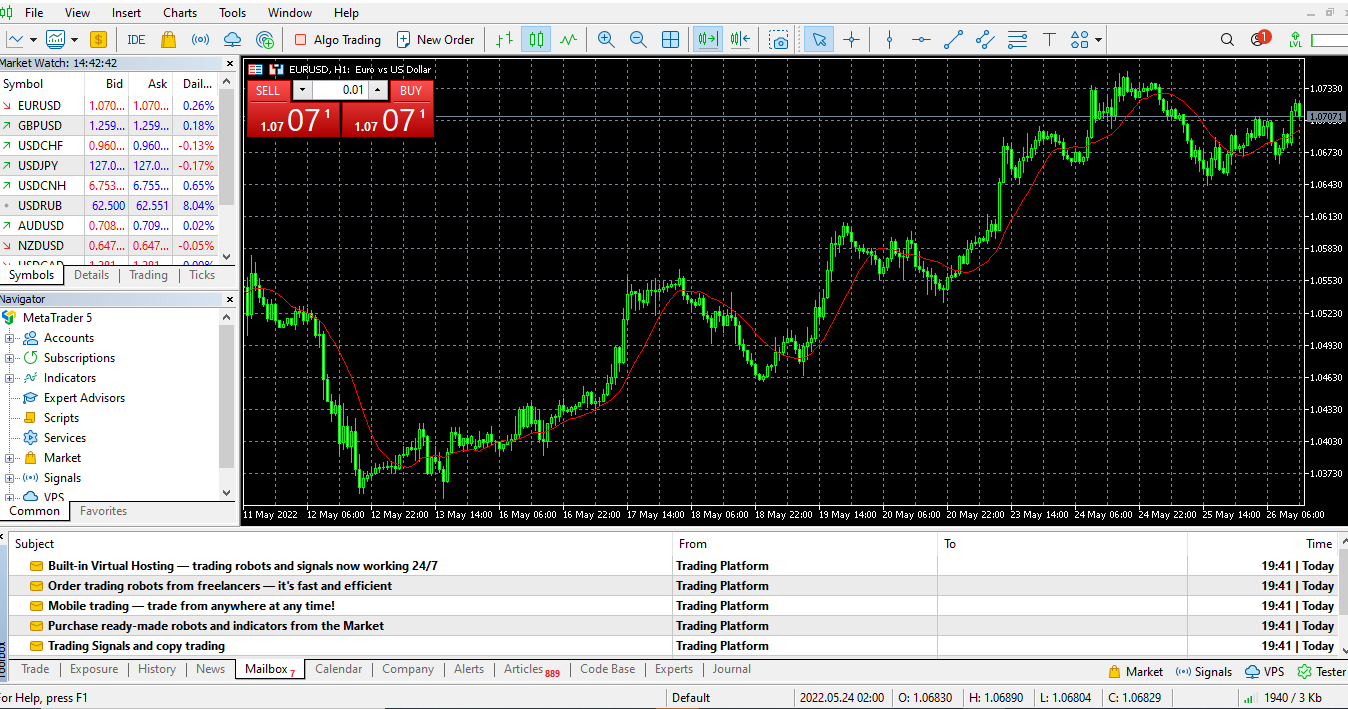 File View Insert Charts Tools Window Help
IDE Algo Trading New Order 1 LVL
Market Watch: 14:42:42
Symbol Bid Ask Dail...
EURUSD 1.070... 1.070... 0.26%
GBPUSD 1.259... 1.259... 0.18%
USDCHF 0.960... 0.960... -0.13%
USDJPY 127.0... 127.0... -0.17%
USDCNH 6.753... 6.755... 0.65%
USDRUB 62.500 62.551 8.04%
AUDUSD 0.708... 0.709... 0.02%
NZDUSD 0.647... 0.647... -0.05%
Symbols Details Trading Ticks
Navigator
MetaTrader 5
Accounts
Subscriptions
Indicators
Expert Advisors
Scripts
Services
Market
Signals
VPS
Common Favorites
EURUSD, H1: Euro vs US Dollar
SELL 0.01 BUY
1.07 07 1 1.07 07 1
1.07330
1.07071
1.06730
1.06430
1.06130
1.05830
1.05530
1.05230
1.04930
1.04630
1.04330
1.04030
1.03730
11 May 2022 12 May 06:00 12 May 22:00 13 May 14:00 16 May 06:00 16 May 22:00 17 May 14:00 18 May 06:00 18 May 22:00 19 May 14:00 20 May 06:00 20 May 22:00 23 May 14:00 24 May 06:00 24 May 22:00 25 May 14:00 26 May 06:00
Subject From To Time
Built-in Virtual Hosting — trading robots and signals now working 24/7 Trading Platform 19:41 | Today
Order trading robots from freelancers — it's fast and efficient Trading Platform 19:41 | Today
Mobile trading — trade from anywhere at any time! Trading Platform 19:41 | Today
Purchase ready-made robots and indicators from the Market Trading Platform 19:41 | Today
Trading Signals and copy trading Trading Platform 19:41 | Today
Trade Exposure History News Mailbox 7 Calendar Company Alerts Articles 889 Code Base Experts Journal Market Signals VPS Tester
For Help, press F1 Default 2022.05.24 02:00 O: 1.06830 H: 1.06890 L: 1.06804 C: 1.06829 1940 / 3 Kb